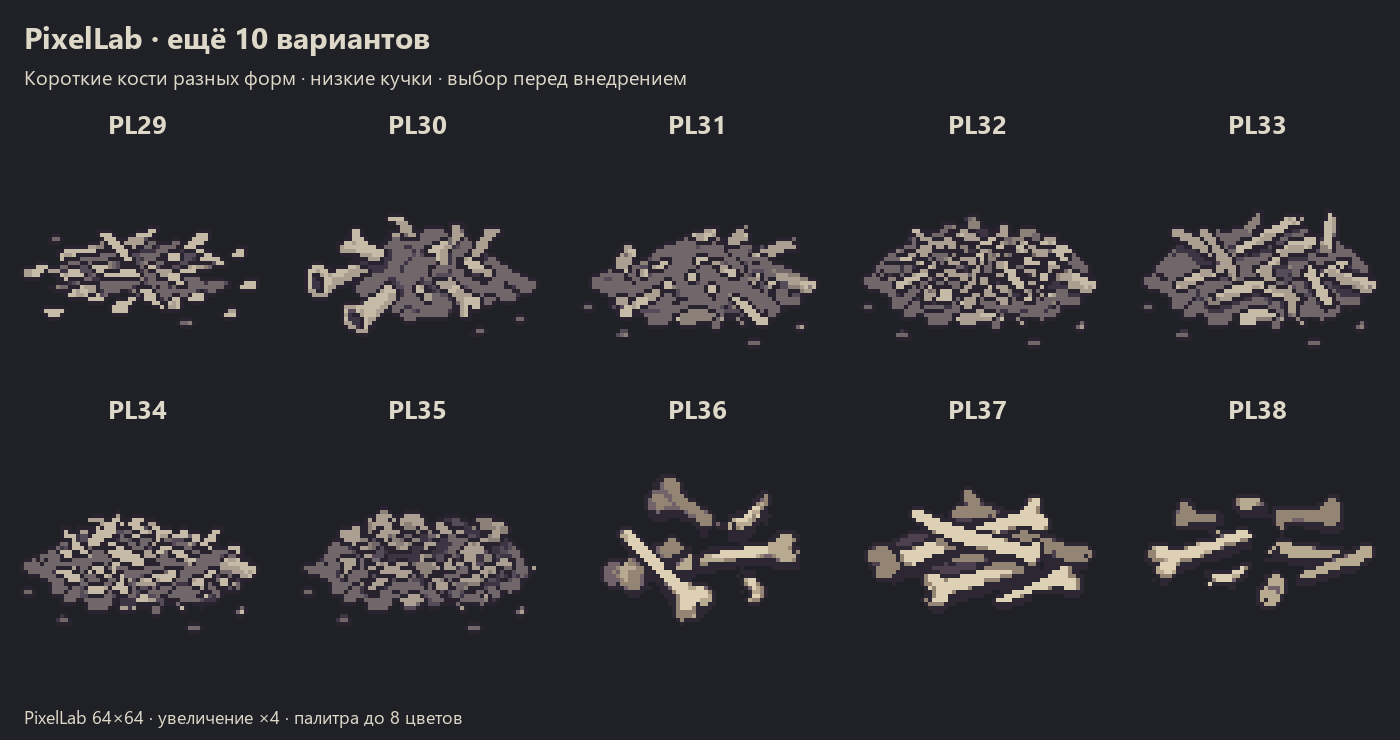 PixelLab · ещё 10 вариантов
Короткие кости разных форм · низкие кучки · выбор перед внедрением
PL29 PL30 PL31 PL32 PL33
PL34 PL35 PL36 PL37 PL38
PixelLab 64×64 · увеличение ×4 · палитра до 8 цветов